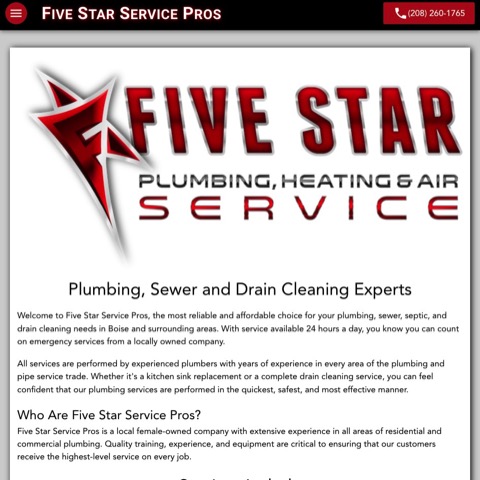 FIVE STAR SERVICE PROS
(208) 260-1765
FIVE STAR
PLUMBING, HEATING & AIR
SERVICE
Plumbing, Sewer and Drain Cleaning Experts
Welcome to Five Star Service Pros, the most reliable and affordable choice for your plumbing, sewer, septic, and
drain cleaning needs in Boise and surrounding areas. With service available 24 hours a day, you know you can count
on emergency services from a locally owned company.
All services are performed by experienced plumbers with years of experience in every area of the plumbing and
pipe service trade. Whether it's a kitchen sink replacement or a complete drain cleaning service, you can feel
confident that our plumbing services are performed in the quickest, safest, and most effective manner.
Who Are Five Star Service Pros?
Five Star Service Pros is a local female-owned company with extensive experience in all areas of residential and
commercial plumbing. Quality training, experience, and equipment are critical to ensuring that our customers
receive the highest-level service on every job.